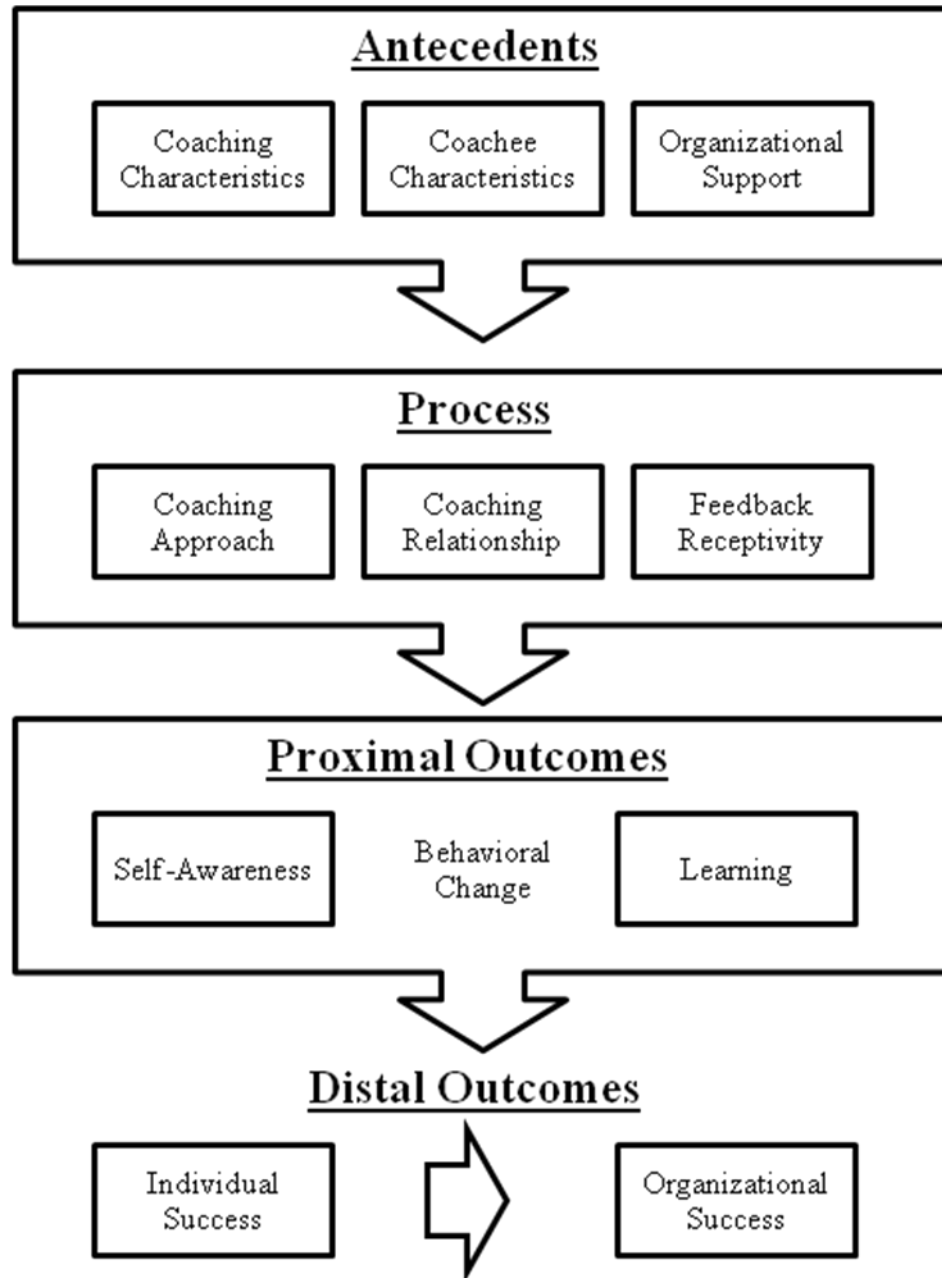 Antecedents
Coaching
Characteristics
Coachee
Characteristics
Organizational
Support
Process
Coaching
Approach
Coaching
Relationship
Feedback
Receptivity
Proximal Outcomes
Self-Awareness
Behavioral
Change
Learning
Distal Outcomes
Individual
Success
Organizational
Success